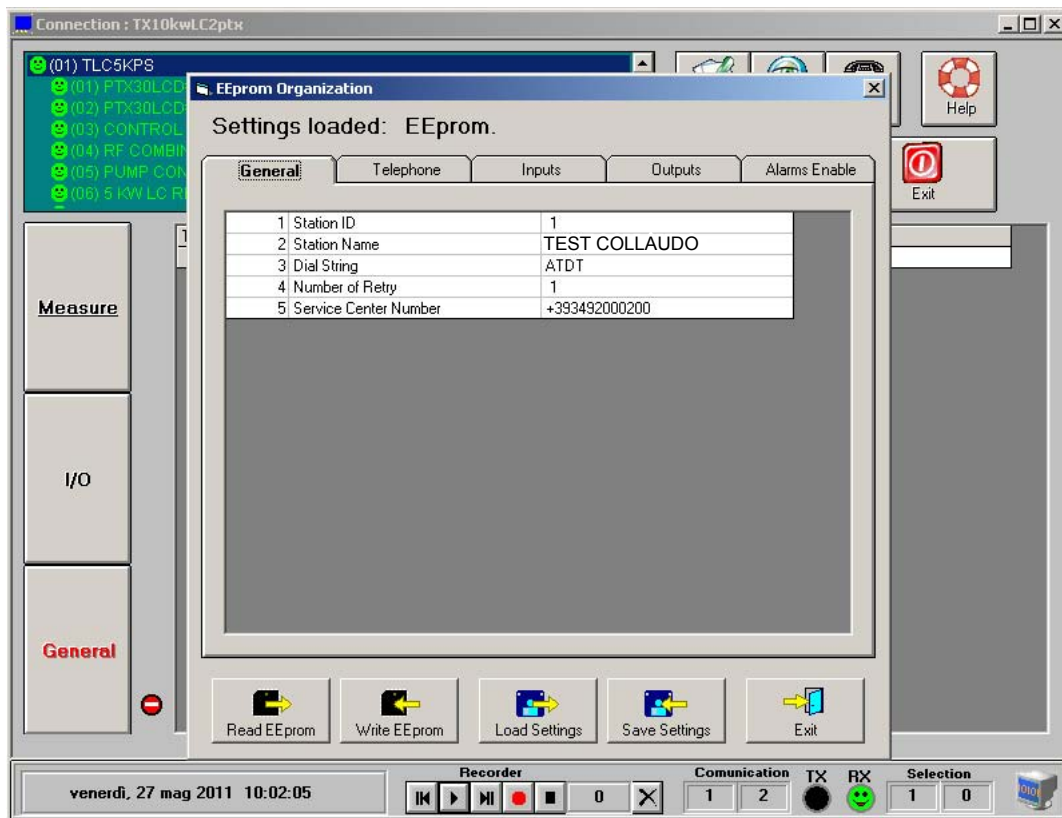 Connection : TX10kwLC2ptx
(01) TLC5KPS
(01) PTX30LCD
(02) PTX30LCD
(03) CONTROL
(04) RF COMBIN
(05) PUMP CON
(06) 5 KW LC R
Help
Exit
EEprom Organization
Settings loaded: EEprom.
General Telephone Inputs Outputs Alarms Enable
1 Station ID 1
2 Station Name TEST COLLAUDO
3 Dial String ATDT
4 Number of Retry 1
5 Service Center Number +393492000200
Measure
I/O
General
Read EEprom Write EEprom Load Settings Save Settings Exit
Recorder Comunication TX RX Selection
venerdì, 27 mag 2011 10:02:05 0 1 2 1 0